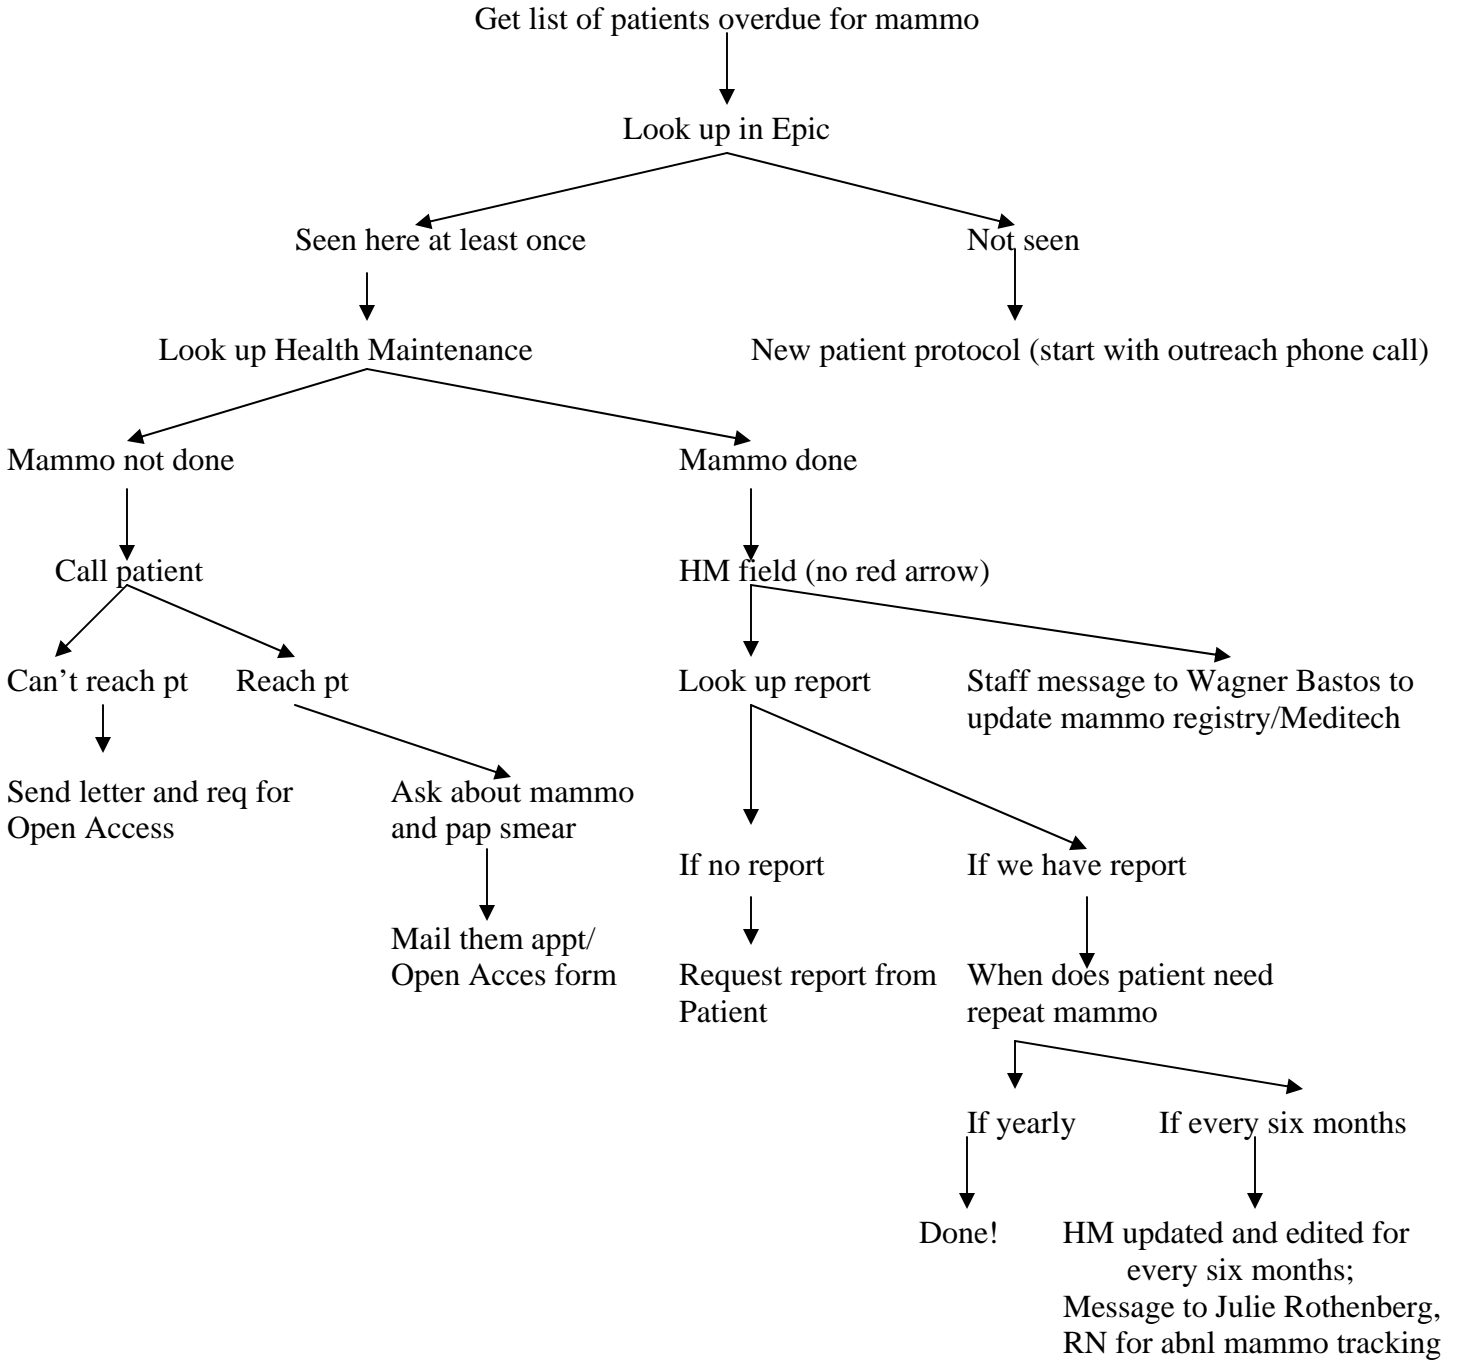 Get list of patients overdue for mammo
Look up in Epic
Seen here at least once
Not seen
Look up Health Maintenance
New patient protocol (start with outreach phone call)
Mammo not done
Mammo done
Call patient
HM field (no red arrow)
Can't reach pt
Reach pt
Look up report
Staff message to Wagner Bastos to
update mammo registry/Meditech
Send letter and req for
Open Access
Ask about mammo
and pap smear
If no report
If we have report
Mail them appt/
Open Acces form
Request report from
Patient
When does patient need
repeat mammo
If yearly
If every six months
Done!
HM updated and edited for
every six months;
Message to Julie Rothenberg,
RN for abnl mammo tracking